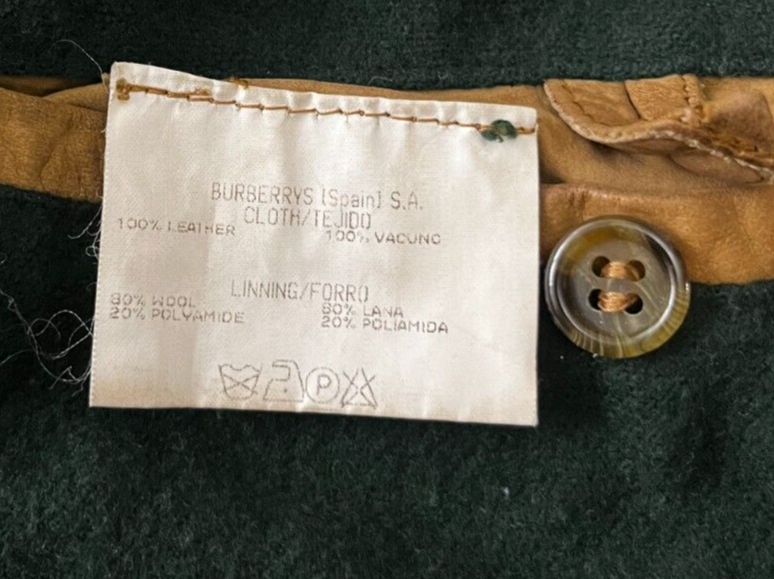 BURBERRYS (Spain) S.A.
CLOTH/TEJIDO
100% LEATHER 100% VACUNO
LINNING/FORRO
80% WOOL 80% LANA
20% POLYAMIDE 20% POLIAMIDA
P